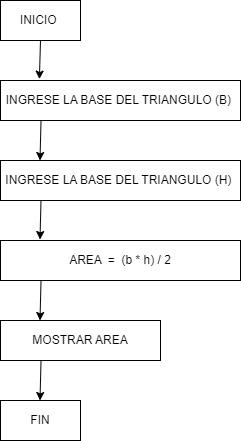 INICIO
INGRESE LA BASE DEL TRIANGULO (B)
INGRESE LA BASE DEL TRIANGULO (H)
AREA = (b * h) / 2
MOSTRAR AREA
FIN